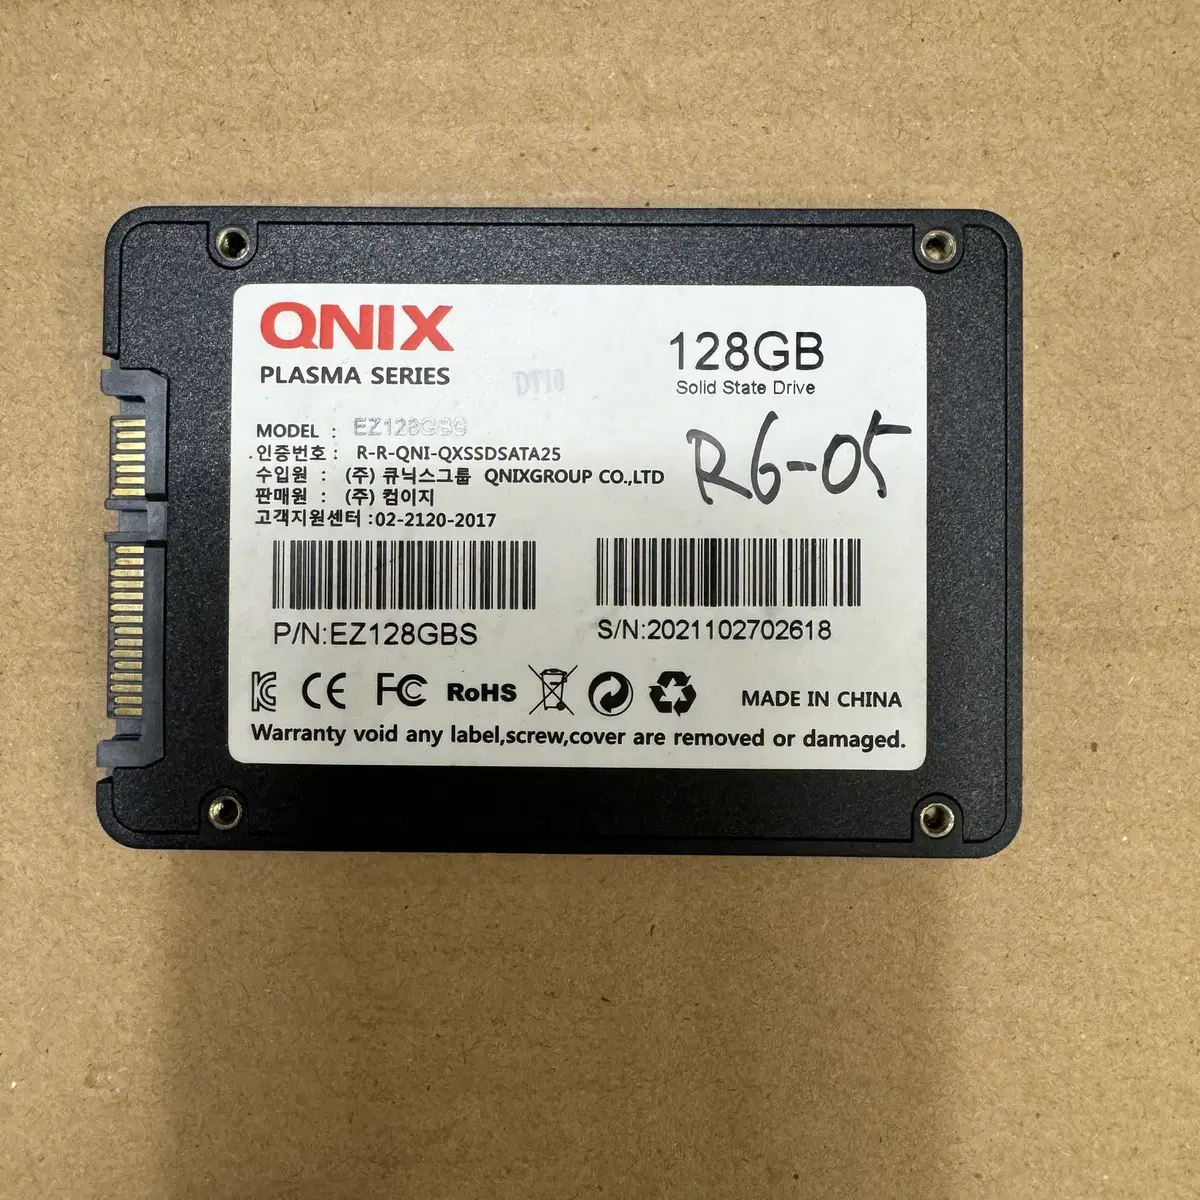 QNIX
PLASMA SERIES
DT10
128GB
Solid State Drive
MODEL : EZ128GBS
인증번호 : R-R-QNI-QXSSDSATA25
수입원 : (주) 큐닉스그룹 QNIXGROUP CO.,LTD
판매원 : (주) 컴이지
고객지원센터 :02-2120-2017
R6-05
P/N:EZ128GBS
S/N:2021102702618
CE FC RoHS
MADE IN CHINA
Warranty void any label,screw,cover are removed or damaged.